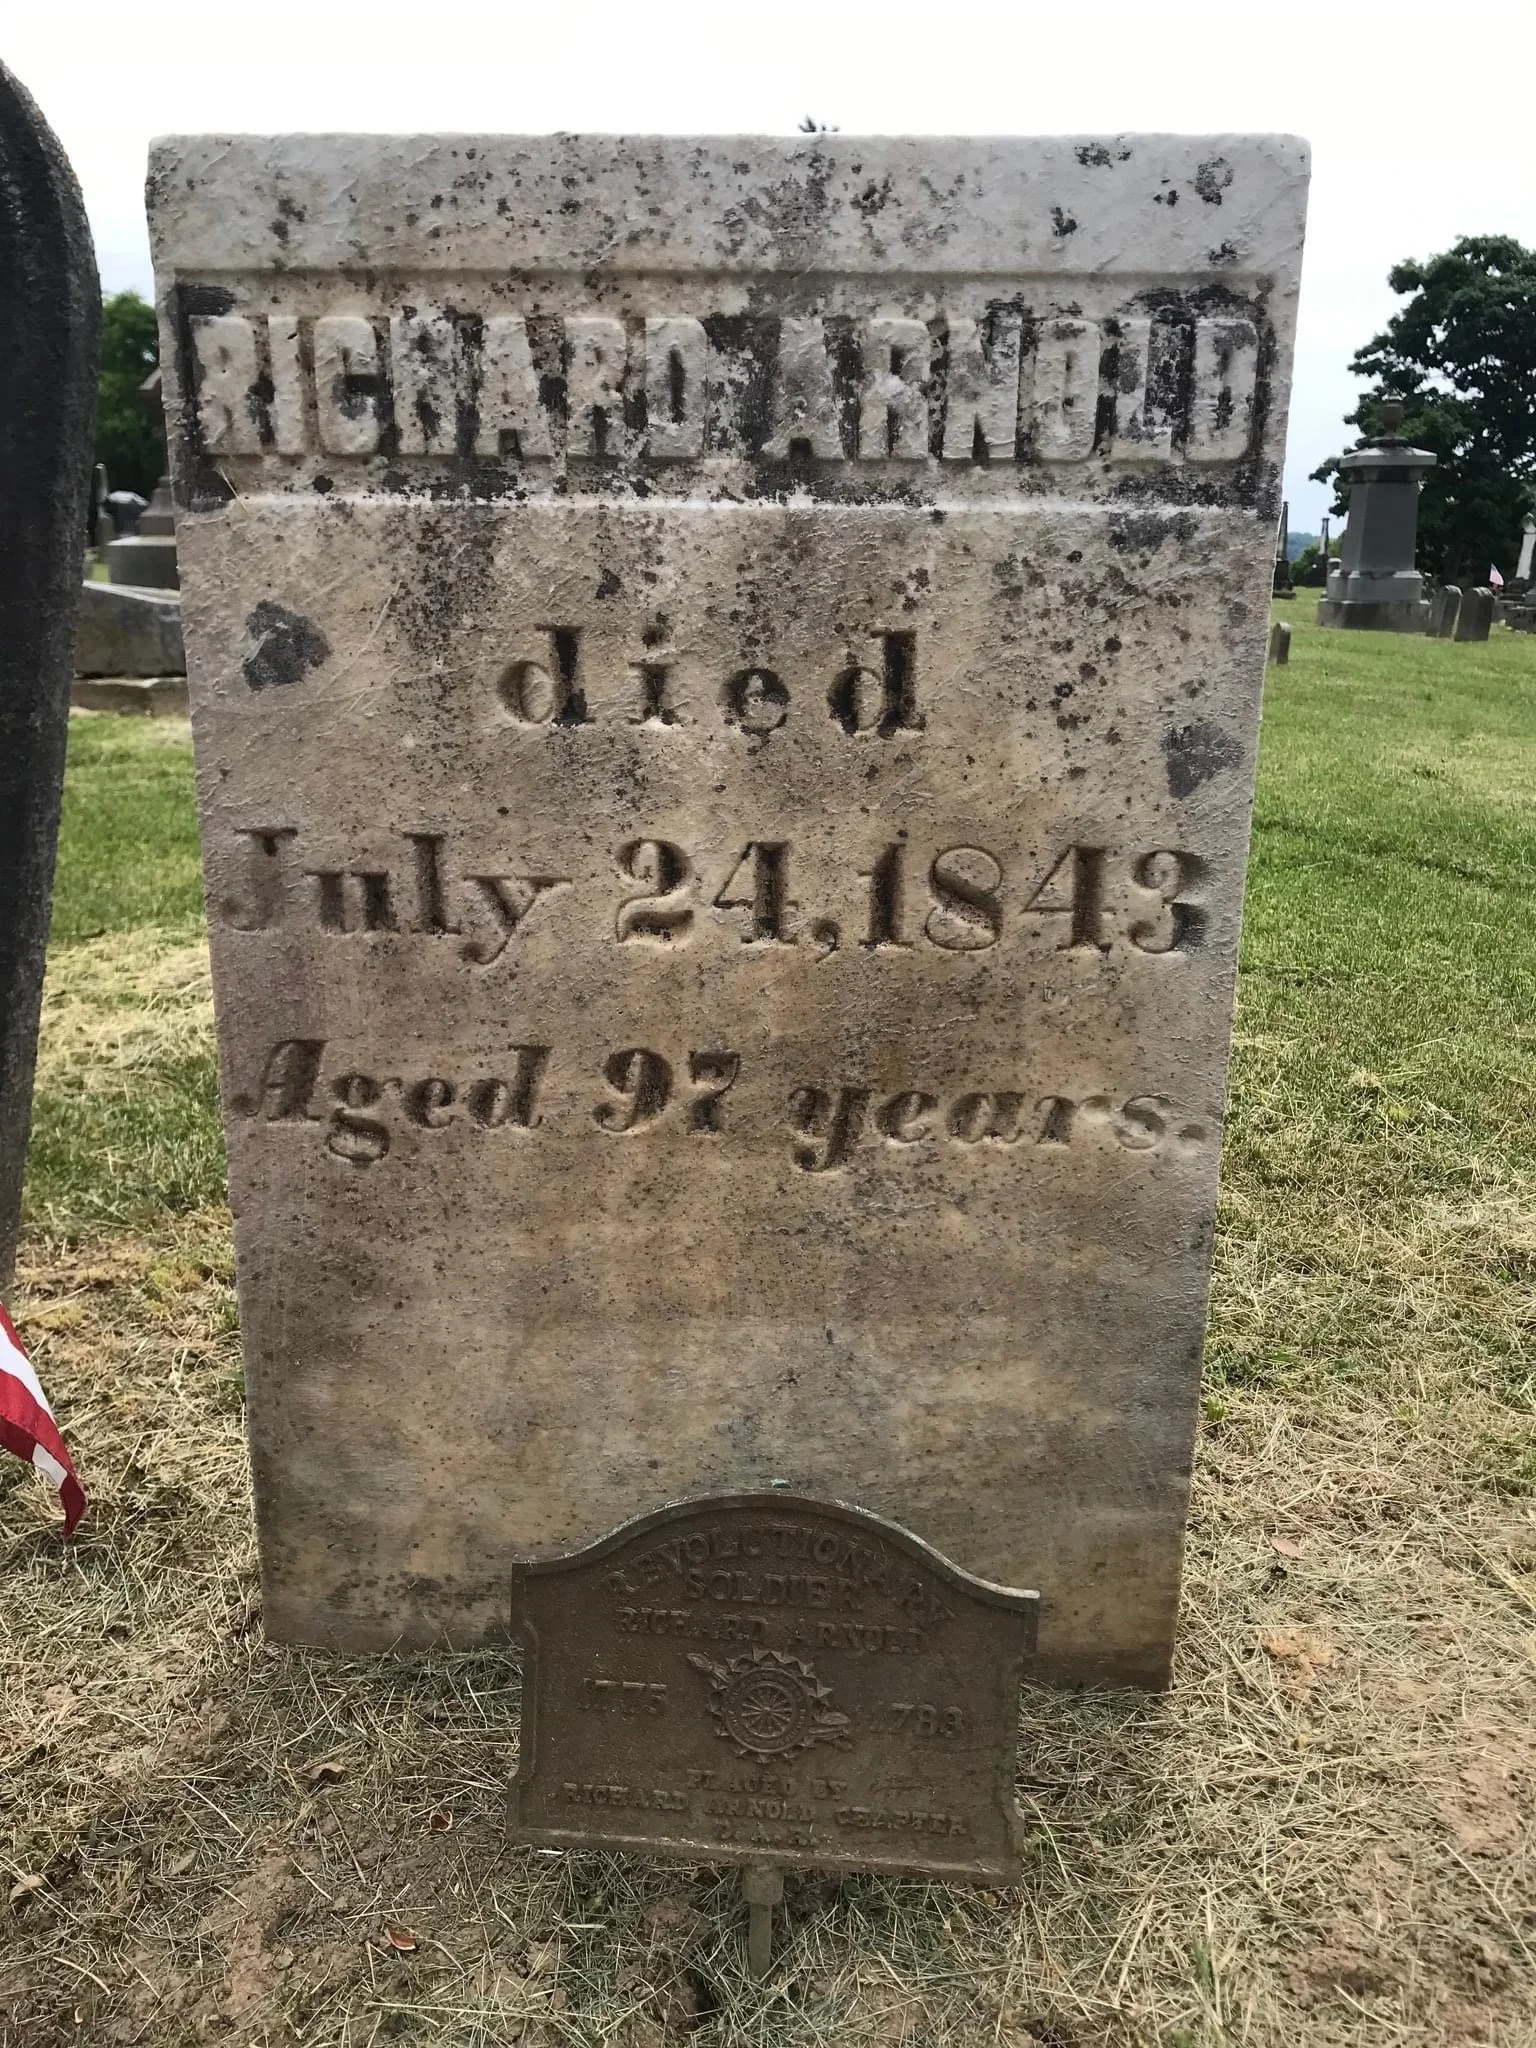 RICHARD ARNOLD
died
July 24, 1843
Aged 97 years.
REVOLUTIONARY
SOLDIER
RICHARD ARNOLD
1775 1783
PLACED BY
RICHARD ARNOLD CHAPTER
D. A. R.